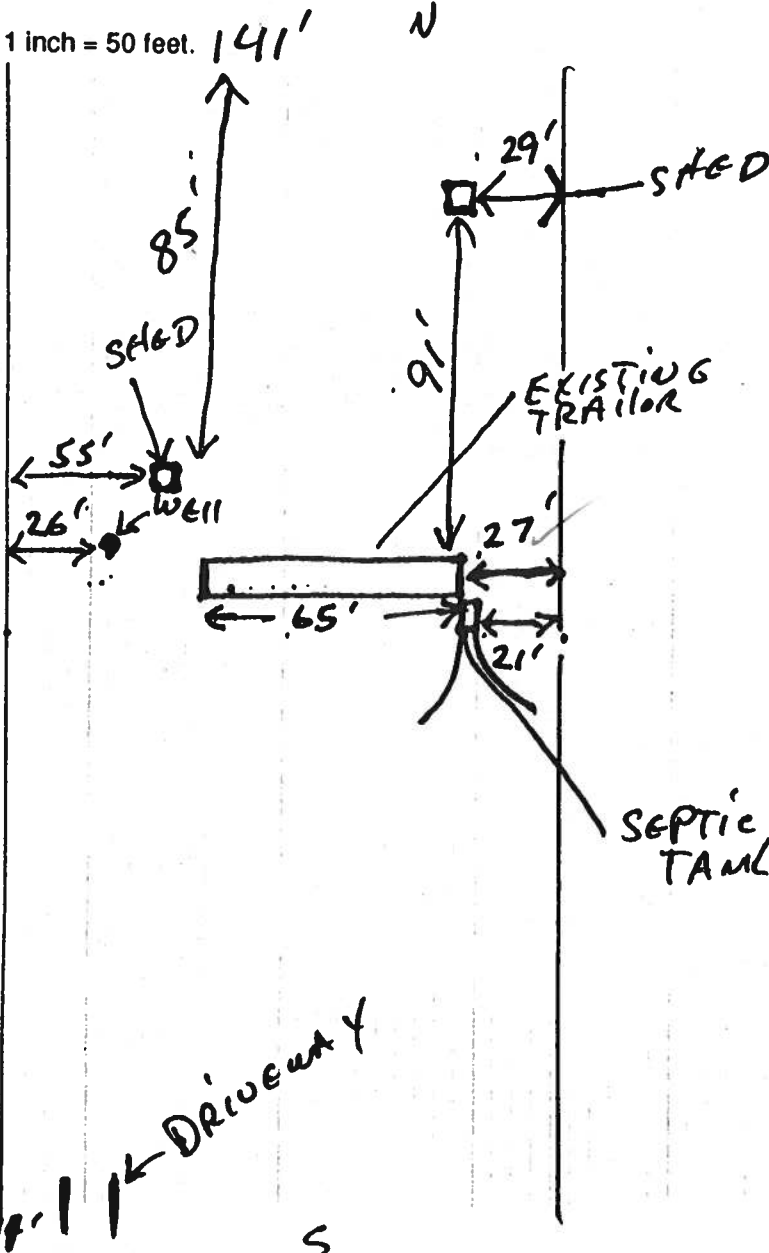 1 inch = 50 feet. 141'
N
29'
SHED
85'
SHED
91'
EXISTING
TRAILOR
55'
WELL
26'
27'
65'
21'
SEPTIC
TANK
DRIVEWAY
S